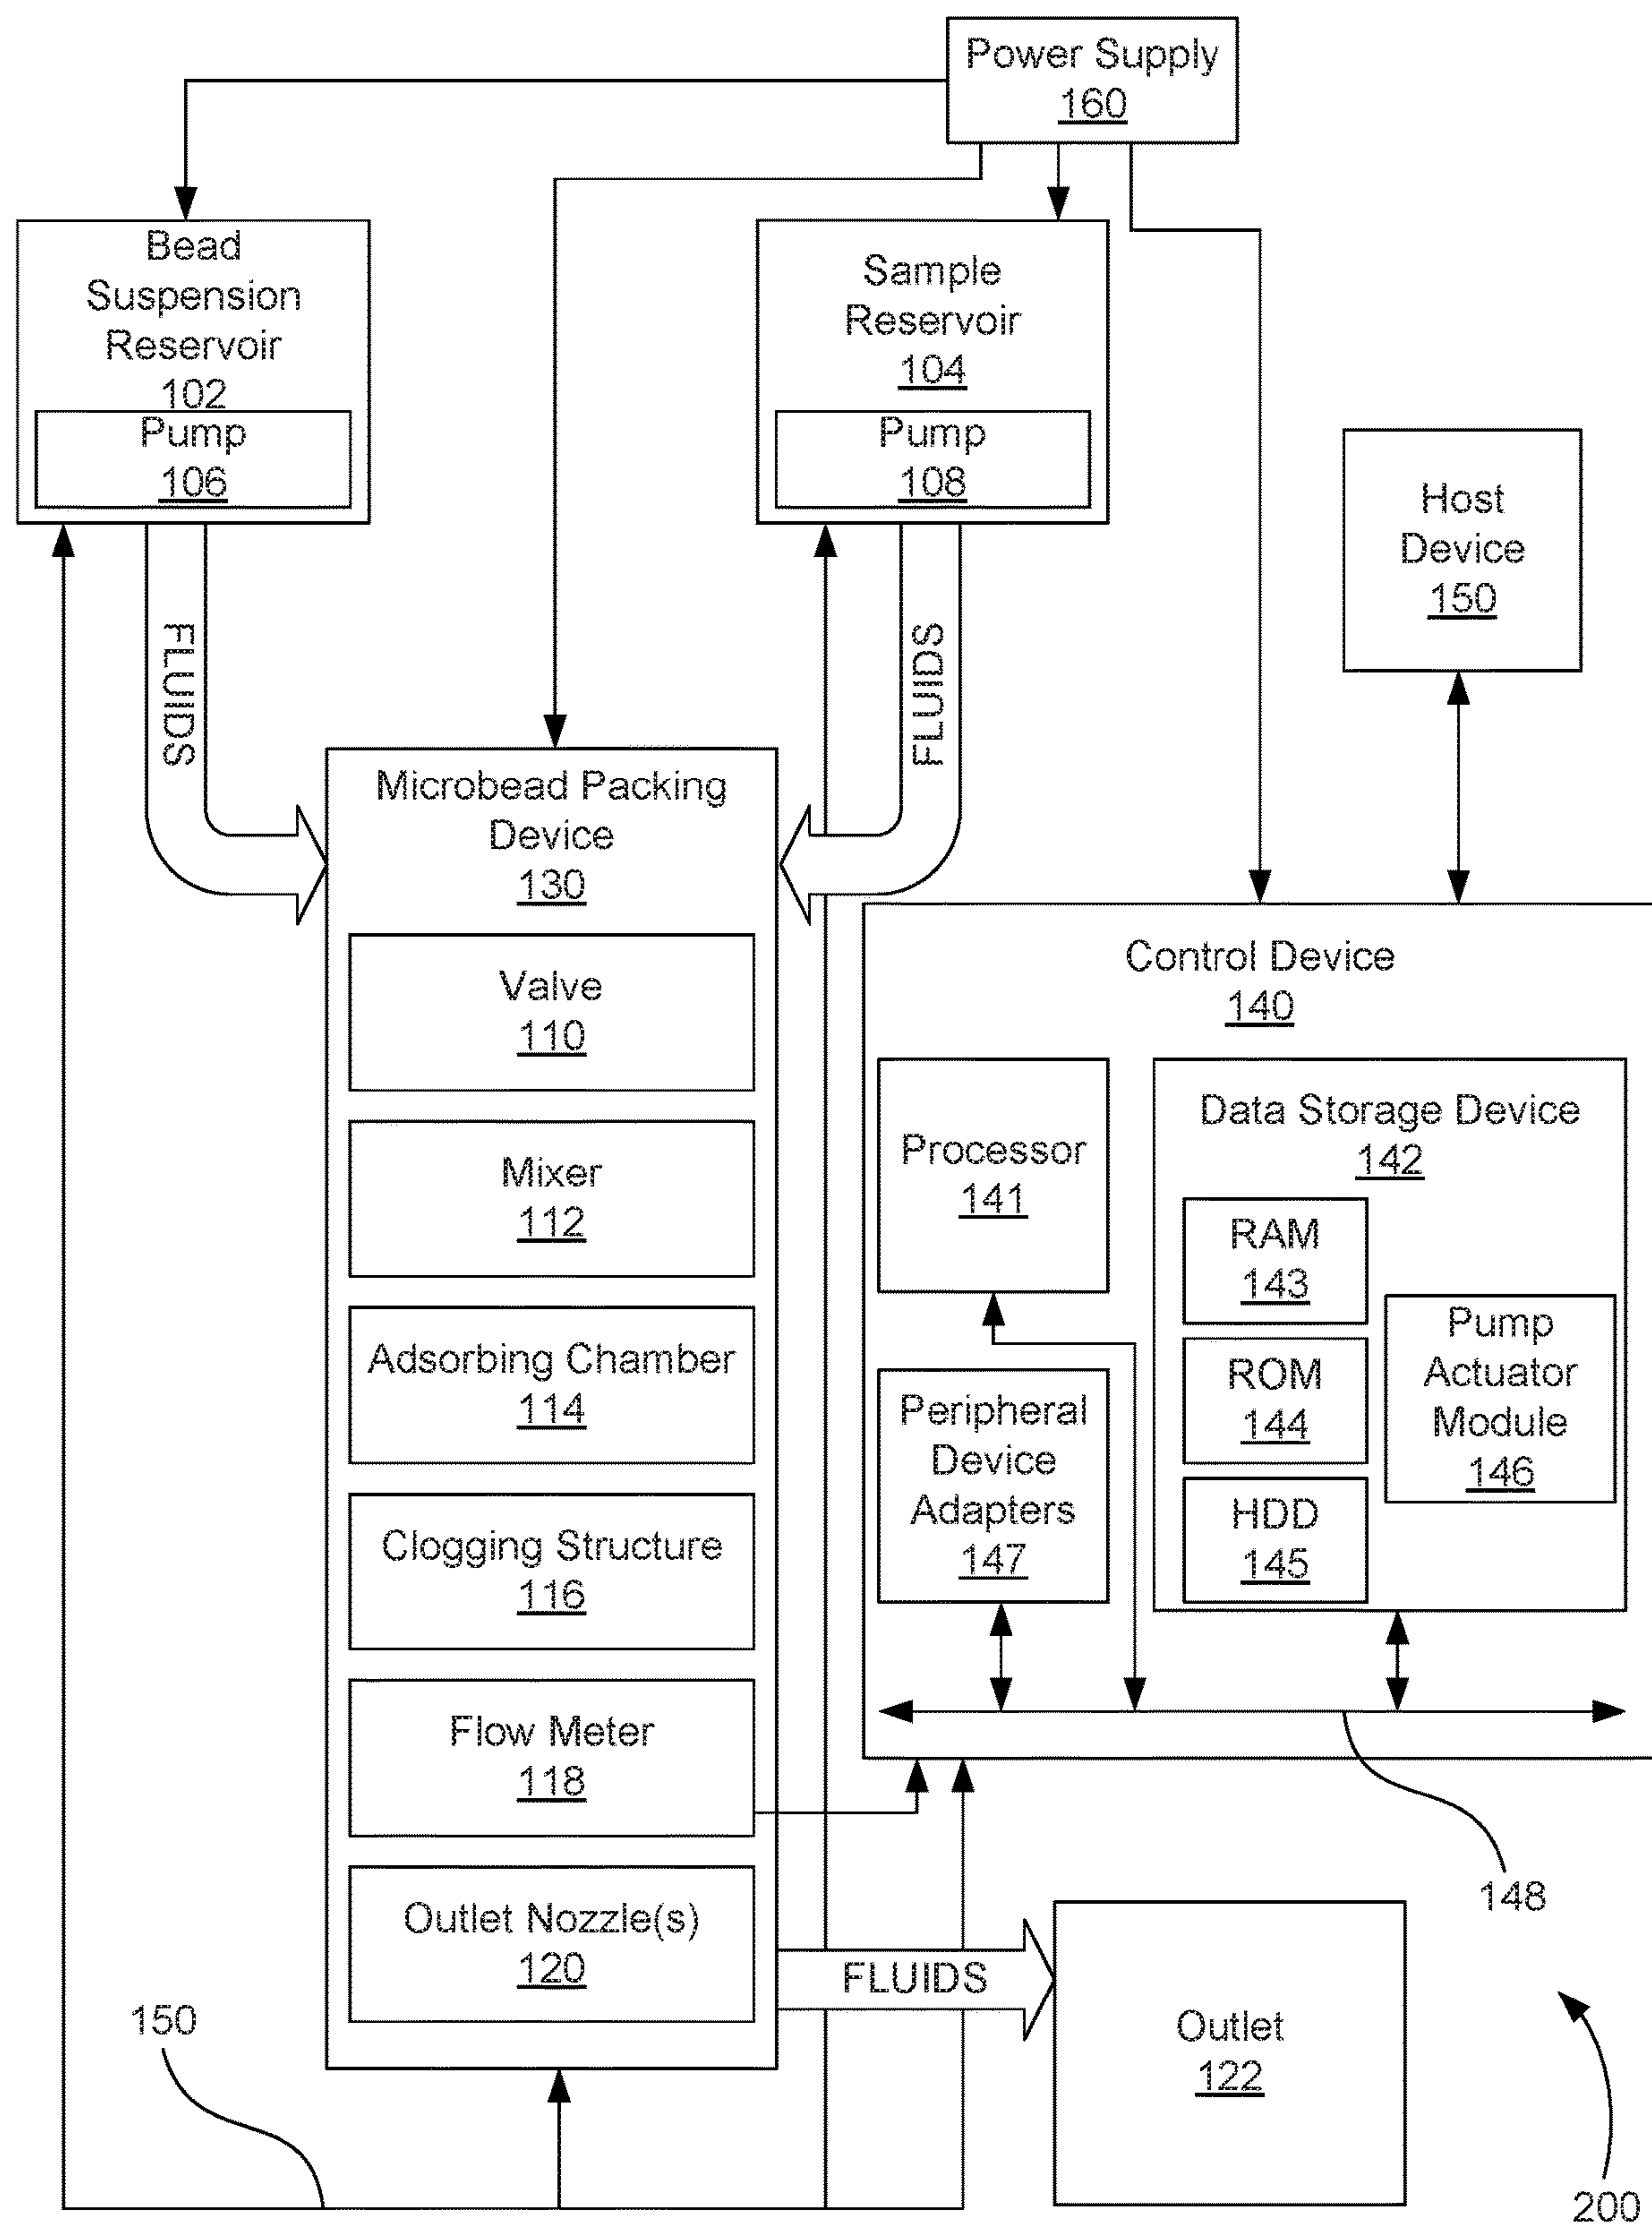 Power Supply
160
Bead
Suspension
Reservoir
102
Pump
106
Sample
Reservoir
104
Pump
108
Host
Device
150
FLUIDS
FLUIDS
Microbead Packing
Device
130
Valve
110
Mixer
112
Adsorbing Chamber
114
Clogging Structure
116
Flow Meter
118
Outlet Nozzle(s)
120
Control Device
140
Processor
141
Peripheral
Device
Adapters
147
Data Storage Device
142
RAM
143
ROM
144
HDD
145
Pump
Actuator
Module
146
148
FLUIDS
Outlet
122
150
200